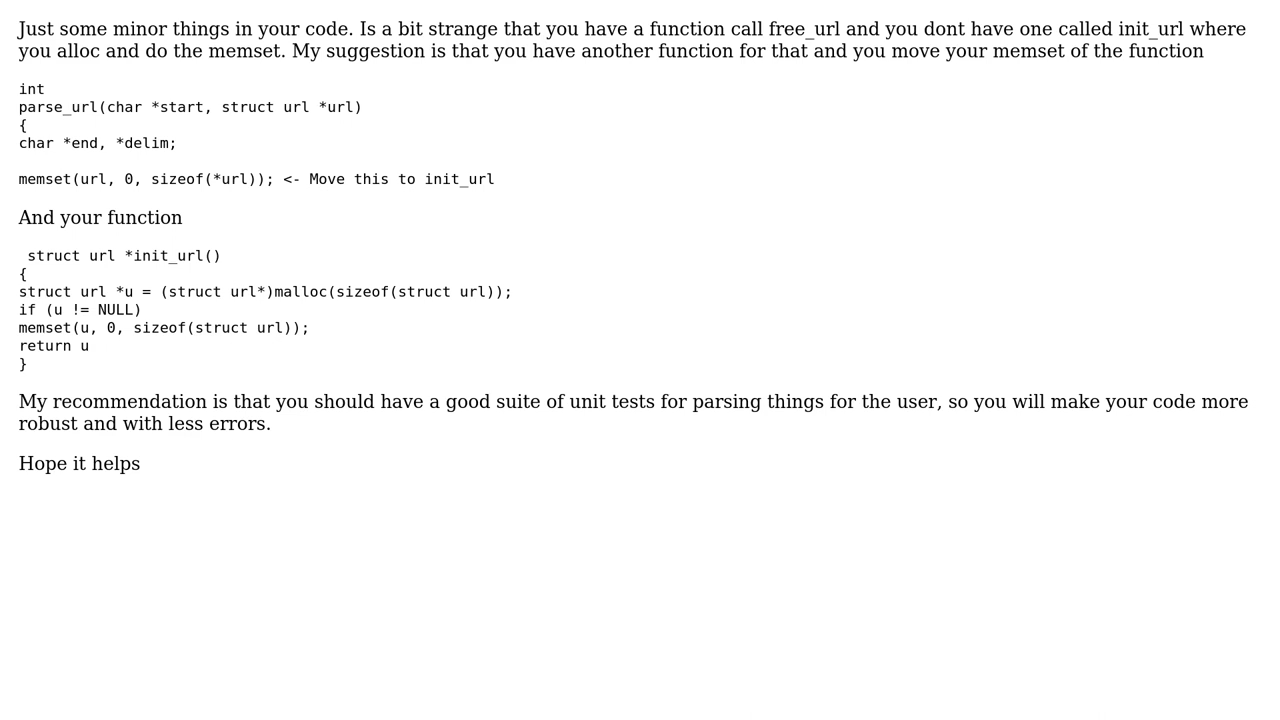 Just some minor things in your code. Is a bit strange that you have a function call free_url and you dont have one called init_url where
you alloc and do the memset. My suggestion is that you have another function for that and you move your memset of the function
int
parse_url(char *start, struct url *url)
{
char *end, *delim;
memset(url, 0, sizeof(*url)); <- Move this to init_url
And your function
struct url *init_url()
{
struct url *u = (struct url*)malloc(sizeof(struct url));
if (u != NULL)
memset(u, 0, sizeof(struct url));
return u
}
My recommendation is that you should have a good suite of unit tests for parsing things for the user, so you will make your code more
robust and with less errors.
Hope it helps